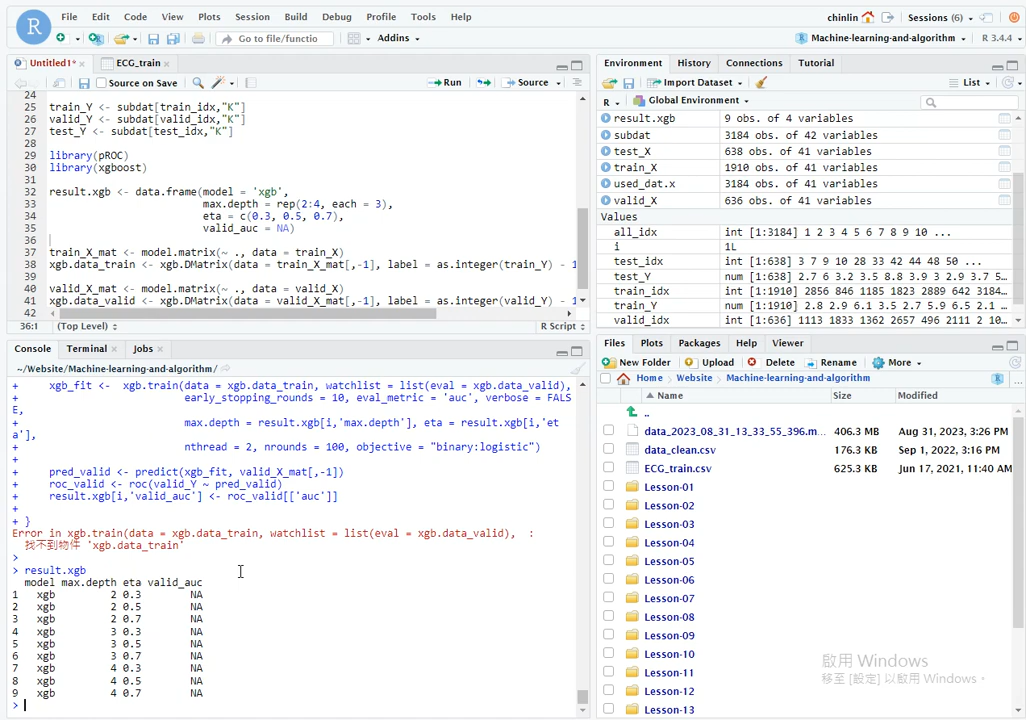 File Edit Code View Plots Session Build Debug Profile Tools Help
chinlin Sessions (6)
Go to file/functio Addins
Machine-learning-and-algorithm R 3.4.4
Untitled1* ECG_train
Source on Save Run Source
24
25 train_Y <- subdat[train_idx,"K"]
26 valid_Y <- subdat[valid_idx,"K"]
27 test_Y <- subdat[test_idx,"K"]
28
29 library(pROC)
30 library(xgboost)
31
32 result.xgb <- data.frame(model = 'xgb',
33 max.depth = rep(2:4, each = 3),
34 eta = c(0.3, 0.5, 0.7),
35 valid_auc = NA)
36
37 train_X_mat <- model.matrix(~ ., data = train_X)
38 xgb.data_train <- xgb.DMatrix(data = train_X_mat[,-1], label = as.integer(train_Y) - 1
39
40 valid_X_mat <- model.matrix(~ ., data = valid_X)
41 xgb.data_valid <- xgb.DMatrix(data = valid_X_mat[,-1], label = as.integer(valid_Y) - 1
42
36:1 (Top Level) R Script
Console Terminal Jobs
~/Website/Machine-learning-and-algorithm/
+ xgb_fit <- xgb.train(data = xgb.data_train, watchlist = list(eval = xgb.data_valid),
+ early_stopping_rounds = 10, eval_metric = 'auc', verbose = FALS
E,
+ max.depth = result.xgb[i,'max.depth'], eta = result.xgb[i,'et
a'],
+ nthread = 2, nrounds = 100, objective = "binary:logistic")
+
+ pred_valid <- predict(xgb_fit, valid_X_mat[,-1])
+ roc_valid <- roc(valid_Y ~ pred_valid)
+ result.xgb[i,'valid_auc'] <- roc_valid[['auc']]
+
+ }
Error in xgb.train(data = xgb.data_train, watchlist = list(eval = xgb.data_valid), :
找不到物件 'xgb.data_train'
>
> result.xgb
model max.depth eta valid_auc
1 xgb 2 0.3 NA
2 xgb 2 0.5 NA
3 xgb 2 0.7 NA
4 xgb 3 0.3 NA
5 xgb 3 0.5 NA
6 xgb 3 0.7 NA
7 xgb 4 0.3 NA
8 xgb 4 0.5 NA
9 xgb 4 0.7 NA
>
Environment History Connections Tutorial
Import Dataset List
R Global Environment
result.xgb 9 obs. of 4 variables
subdat 3184 obs. of 42 variables
test_X 638 obs. of 41 variables
train_X 1910 obs. of 41 variables
used_dat.x 3184 obs. of 41 variables
valid_X 636 obs. of 41 variables
Values
all_idx int [1:3184] 1 2 3 4 5 6 7 8 9 10 ...
i 1L
test_idx int [1:638] 3 7 9 10 28 33 42 44 48 50 ...
test_Y num [1:638] 2.7 6 3.2 3.5 8.8 3.9 3 2.9 3.7 5…
train_idx int [1:1910] 2856 846 1185 1823 2889 642 3184…
train_Y num [1:1910] 2.8 2.9 6.1 3.5 2.7 5.9 6.5 2.1 …
valid_idx int [1:636] 1113 1833 1362 2657 496 2111 2 10…
Files Plots Packages Help Viewer
New Folder Upload Delete Rename More
Home Website Machine-learning-and-algorithm
Name Size Modified
..
data_2023_08_31_13_33_55_396.m... 406.3 MB Aug 31, 2023, 3:26 PM
data_clean.csv 176.3 KB Sep 1, 2022, 3:16 PM
ECG_train.csv 625.3 KB Jun 17, 2021, 11:40 AM
Lesson-01
Lesson-02
Lesson-03
Lesson-04
Lesson-05
Lesson-06
Lesson-07
Lesson-08
Lesson-09
Lesson-10
Lesson-11
Lesson-12
Lesson-13
啟用 Windows
移至 [設定] 以啟用 Windows。